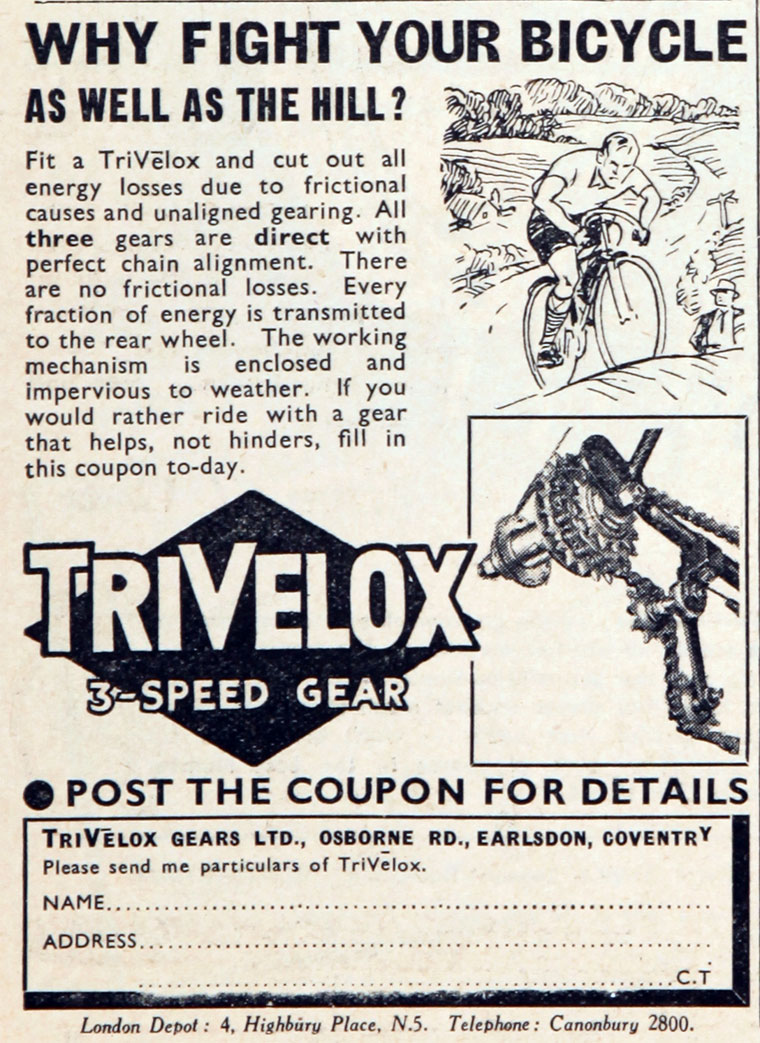 WHY FIGHT YOUR BICYCLE
AS WELL AS THE HILL?
Fit a TriVēlox and cut out all
energy losses due to frictional
causes and unaligned gearing. All
three gears are direct with
perfect chain alignment. There
are no frictional losses. Every
fraction of energy is transmitted
to the rear wheel. The working
mechanism is enclosed and
impervious to weather. If you
would rather ride with a gear
that helps, not hinders, fill in
this coupon to-day.
TRIVELOX
3-SPEED GEAR
● POST THE COUPON FOR DETAILS
TRIVĒLOX GEARS LTD., OSBORNE RD., EARLSDON, COVENTRY
Please send me particulars of TriVēlox.
NAME
ADDRESS
C.T
London Depot: 4, Highbury Place, N.5. Telephone: Canonbury 2800.